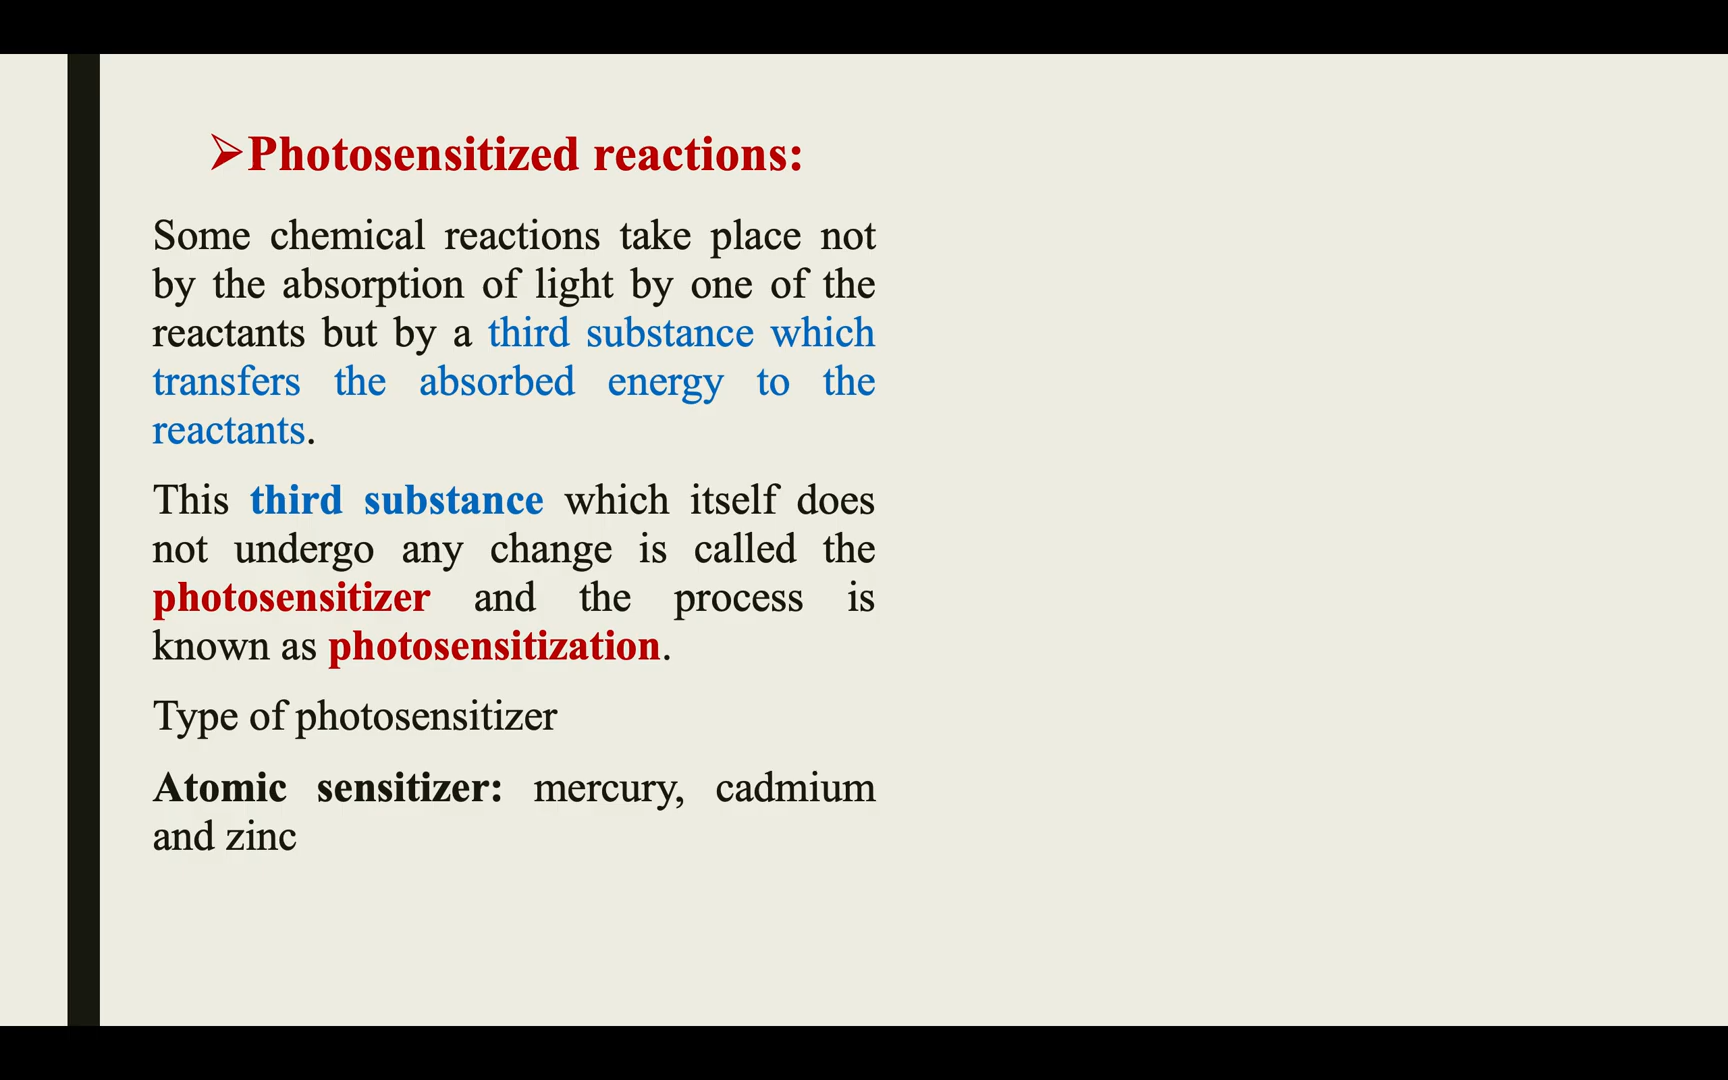 ➢Photosensitized reactions:
Some chemical reactions take place not
by the absorption of light by one of the
reactants but by a third substance which
transfers the absorbed energy to the
reactants.
This third substance which itself does
not undergo any change is called the
photosensitizer and the process is
known as photosensitization.
Type of photosensitizer
Atomic sensitizer: mercury, cadmium
and zinc